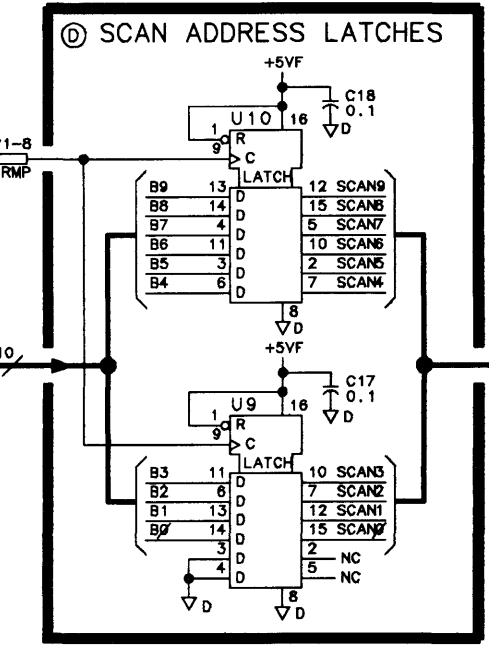 D SCAN ADDRESS LATCHES
+5VF
C18
0.1
D
U10
16
1
R
9
C
LATCH
B9 13 D 12 SCAN9
B8 14 D 15 SCAN8
B7 4 D 5 SCAN7
B6 11 D 10 SCAN6
B5 3 D 2 SCAN5
B4 6 D 7 SCAN4
8
D
1-8
RMP
10
+5VF
C17
0.1
D
U9
16
1
R
9
C
LATCH
B3 11 D 10 SCAN3
B2 6 D 7 SCAN2
B1 13 D 12 SCAN1
B0 14 D 15 SCAN0
3 D 2 NC
4 D 5 NC
D
8
D